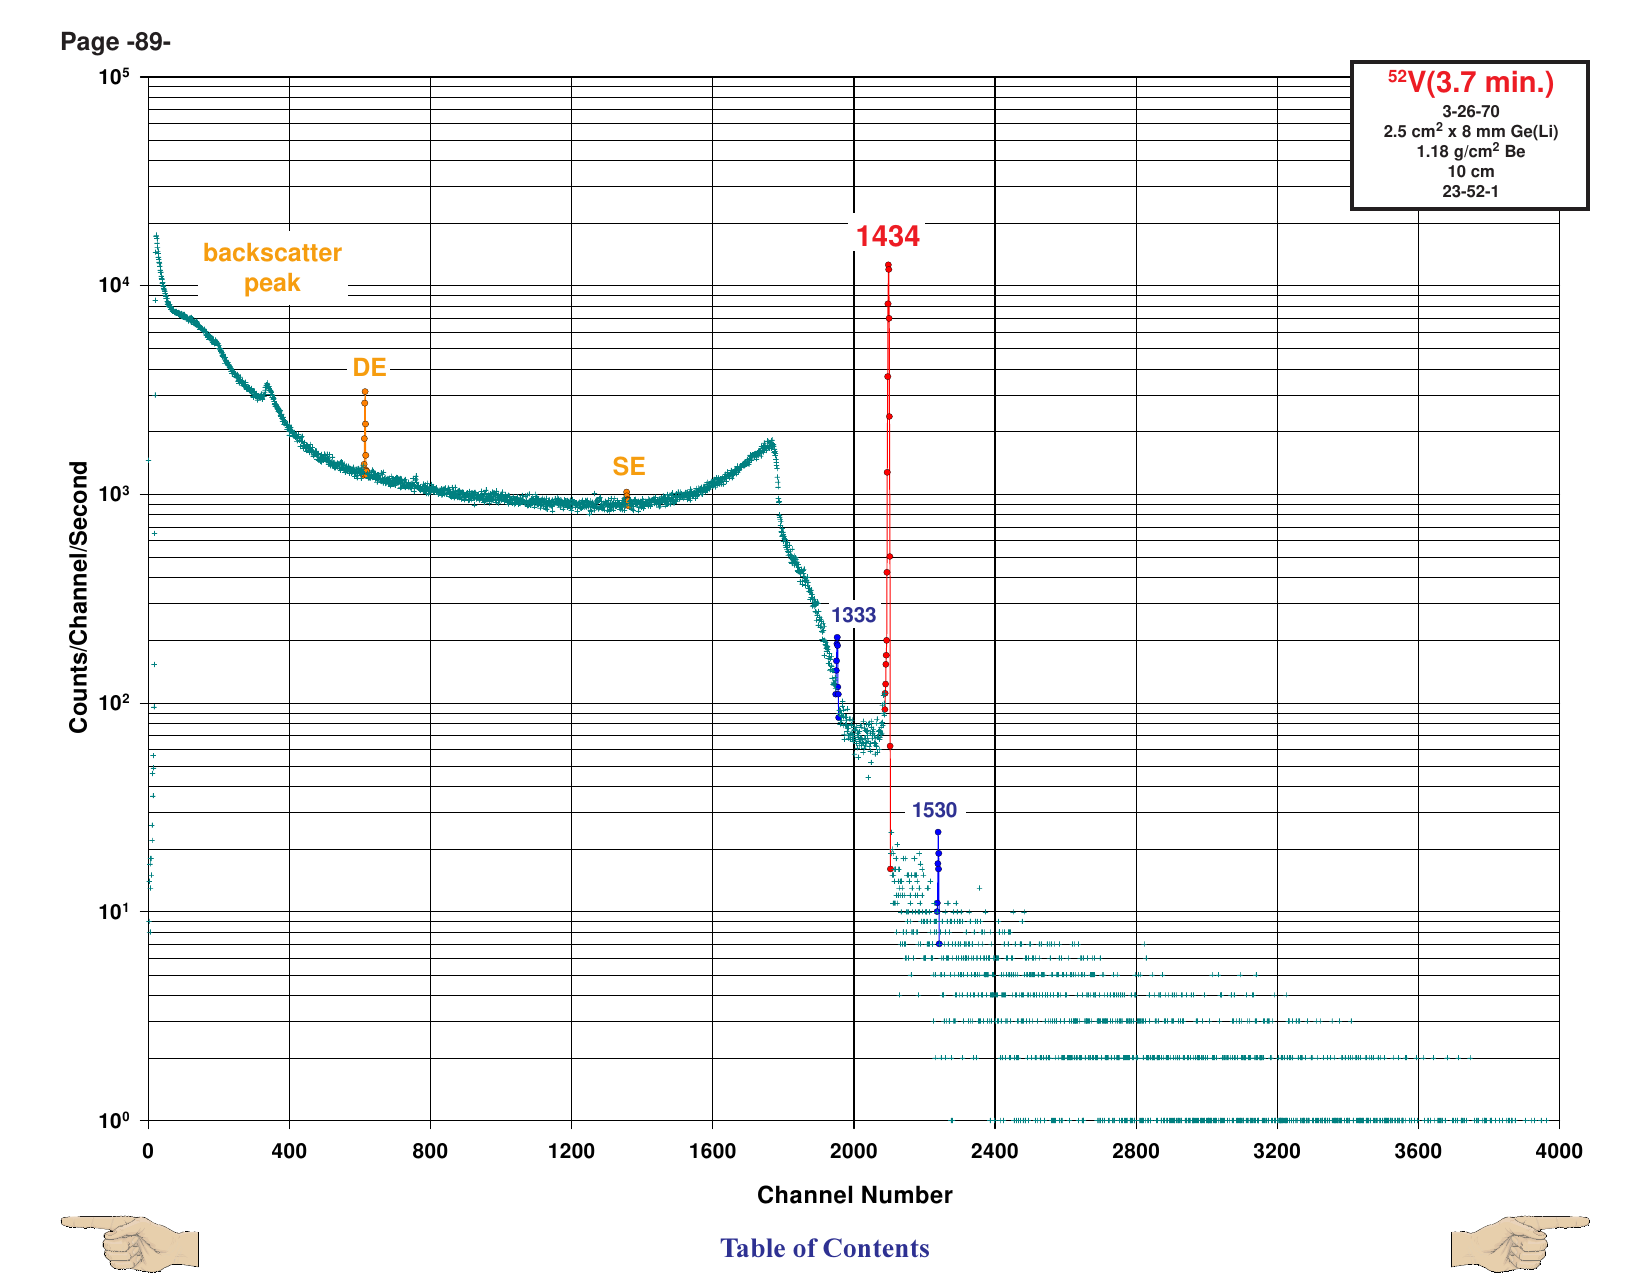 Page -89-
⁵²V(3.7 min.)
3-26-70
2.5 cm² x 8 mm Ge(Li)
1.18 g/cm² Be
10 cm
23-52-1
10⁵
10⁴
10³
10²
10¹
10⁰
Counts/Channel/Second
backscatter
peak
DE
SE
1333
1434
1530
0 400 800 1200 1600 2000 2400 2800 3200 3600 4000
Channel Number
Table of Contents